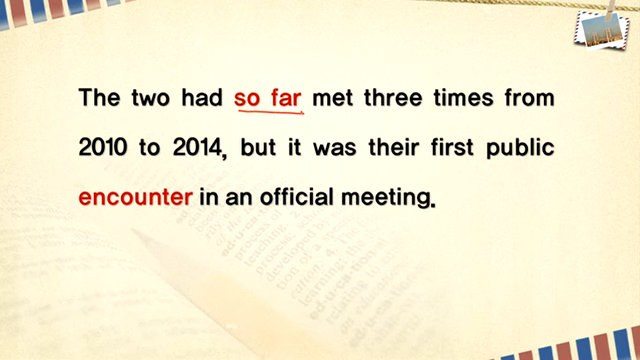 The two had so far met three times from
2010 to 2014, but it was their first public
encounter in an official meeting.